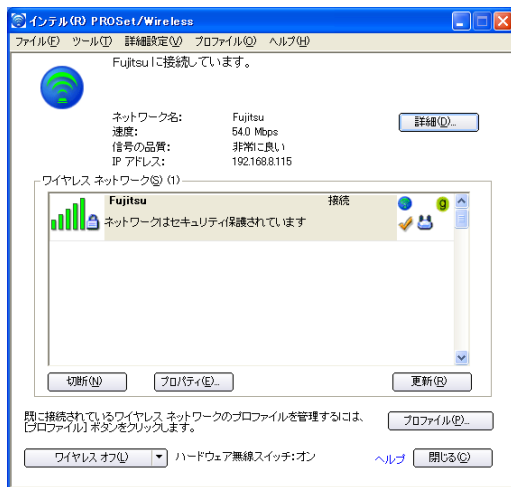 インテル(R) PROSet/Wireless
ファイル(F) ツール(T) 詳細設定(V) プロファイル(O) ヘルプ(H)
Fujitsu に接続しています。
ネットワーク名: Fujitsu
速度: 54.0 Mbps
信号の品質: 非常に良い
IP アドレス: 192.168.8.115
詳細(D)...
ワイヤレス ネットワーク(S) (1)
Fujitsu 接続
ネットワークはセキュリティ保護されています
g
切断(N) プロパティ(E)... 更新(R)
既に接続されているワイヤレス ネットワークのプロファイルを管理するには、
[プロファイル] ボタンをクリックします。
プロファイル(P)...
ワイヤレス オフ(L) ハードウェア無線スイッチ:オン ヘルプ 閉じる(C)